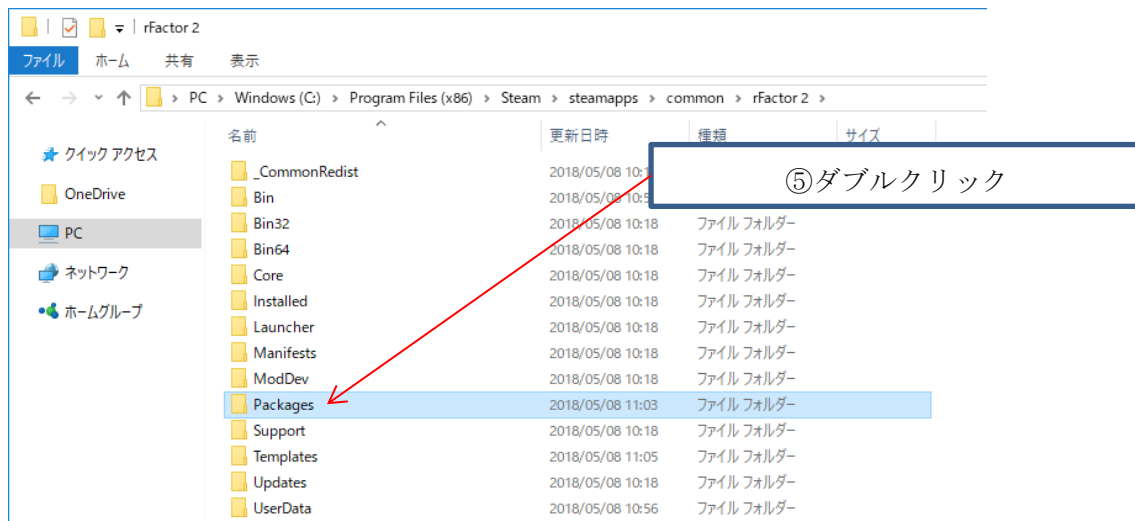 rFactor 2
ファイル ホーム 共有 表示
PC > Windows (C:) > Program Files (x86) > Steam > steamapps > common > rFactor 2 >
名前 更新日時 種類 サイズ
クイック アクセス
OneDrive
PC
ネットワーク
ホームグループ
_CommonRedist 2018/05/08
Bin 2018/05/08
Bin32 2018/05/08 10:18 ファイル フォルダー
Bin64 2018/05/08 10:18 ファイル フォルダー
Core 2018/05/08 10:18 ファイル フォルダー
Installed 2018/05/08 10:18 ファイル フォルダー
Launcher 2018/05/08 10:18 ファイル フォルダー
Manifests 2018/05/08 10:18 ファイル フォルダー
ModDev 2018/05/08 10:18 ファイル フォルダー
Packages 2018/05/08 11:03 ファイル フォルダー
Support 2018/05/08 10:18 ファイル フォルダー
Templates 2018/05/08 11:05 ファイル フォルダー
Updates 2018/05/08 10:18 ファイル フォルダー
UserData 2018/05/08 10:56 ファイル フォルダー
⑤ダブルクリック